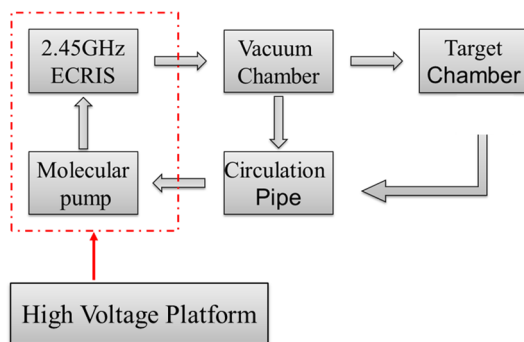 2.45GHz
ECRIS
Vacuum
Chamber
Target
Chamber
Molecular
pump
Circulation
Pipe
High Voltage Platform